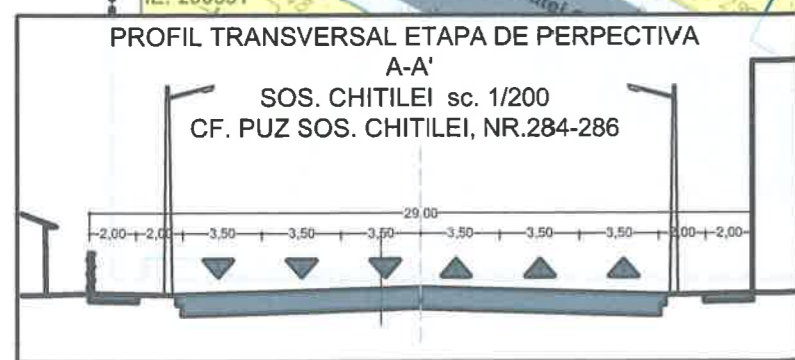 PROFIL TRANSVERSAL ETAPA DE PERPECTIVA
A-A'
SOS. CHITILEI sc. 1/200
CF. PUZ SOS. CHITILEI, NR.284-286
29,00
2,00 2,00 3,50 3,50 3,50 3,50 3,50 3,50 2,00 2,00